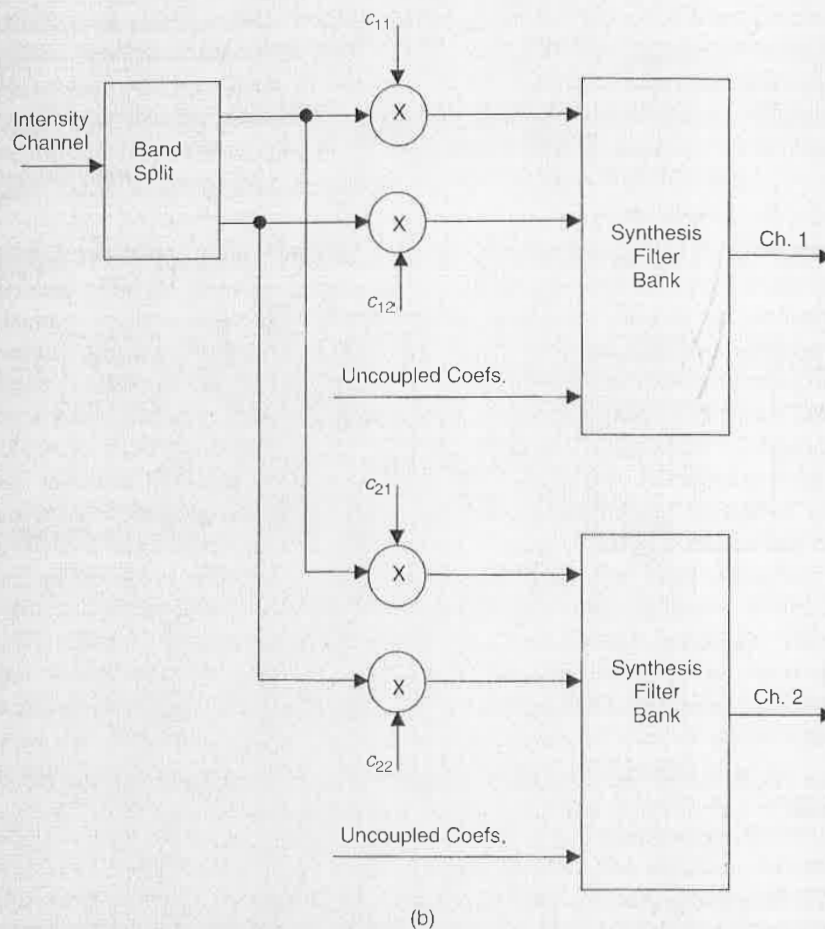 c11
Intensity
Channel
Band
Split
X
X
c12
Synthesis
Filter
Bank
Ch. 1
Uncoupled Coefs.
c21
X
X
c22
Synthesis
Filter
Bank
Ch. 2
Uncoupled Coefs.
(b)